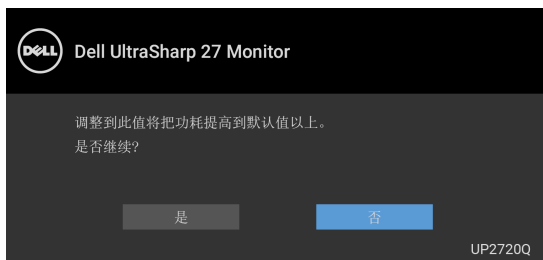 DELL
Dell UltraSharp 27 Monitor
调整到此值将把功耗提高到默认值以上。
是否继续?
是
否
UP2720Q